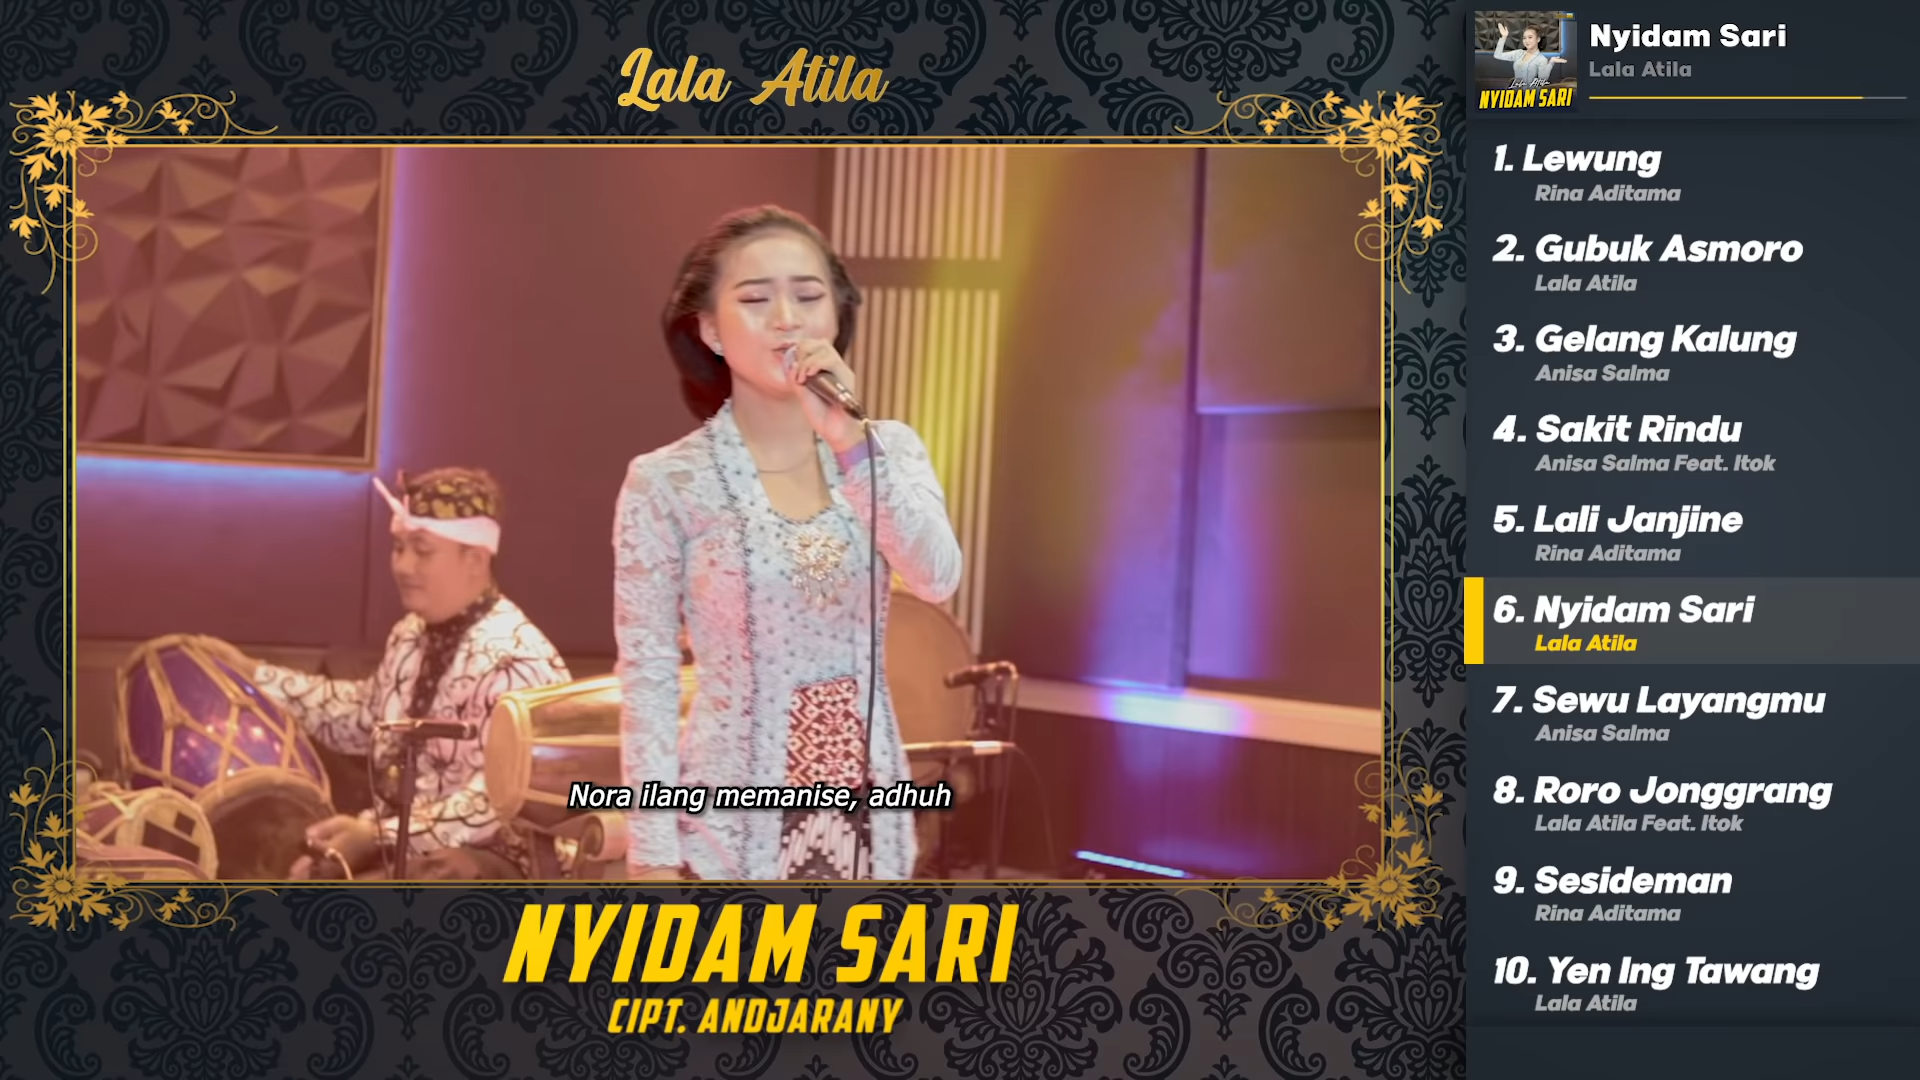 Lala Atila
Nora ilang memanise, adhuh
NYIDAM SARI
CIPT. ANDJARANY
Lala Atila
NYIDAM SARI
Nyidam Sari
Lala Atila
1. Lewung
Rina Aditama
2. Gubuk Asmoro
Lala Atila
3. Gelang Kalung
Anisa Salma
4. Sakit Rindu
Anisa Salma Feat. Itok
5. Lali Janjine
Rina Aditama
6. Nyidam Sari
Lala Atila
7. Sewu Layangmu
Anisa Salma
8. Roro Jonggrang
Lala Atila Feat. Itok
9. Sesideman
Rina Aditama
10. Yen Ing Tawang
Lala Atila